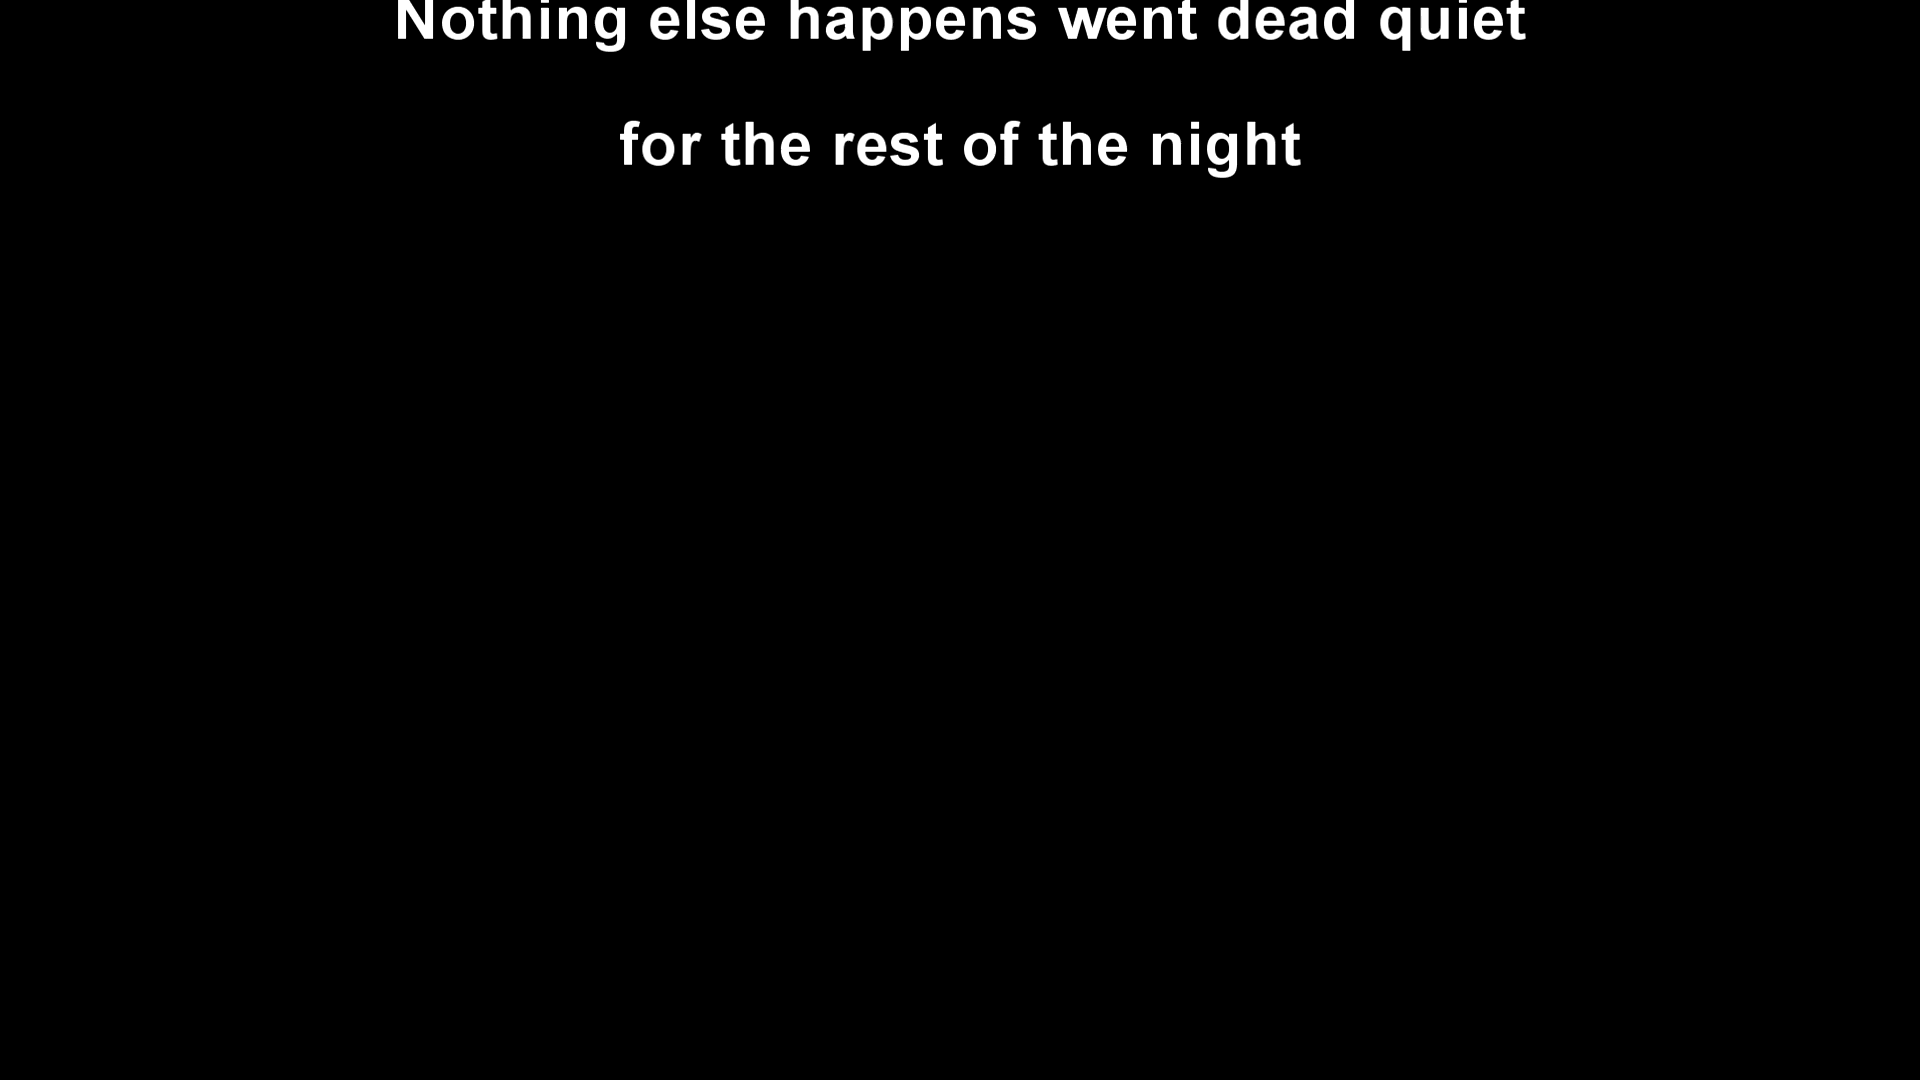 Nothing else happens went dead quiet
for the rest of the night